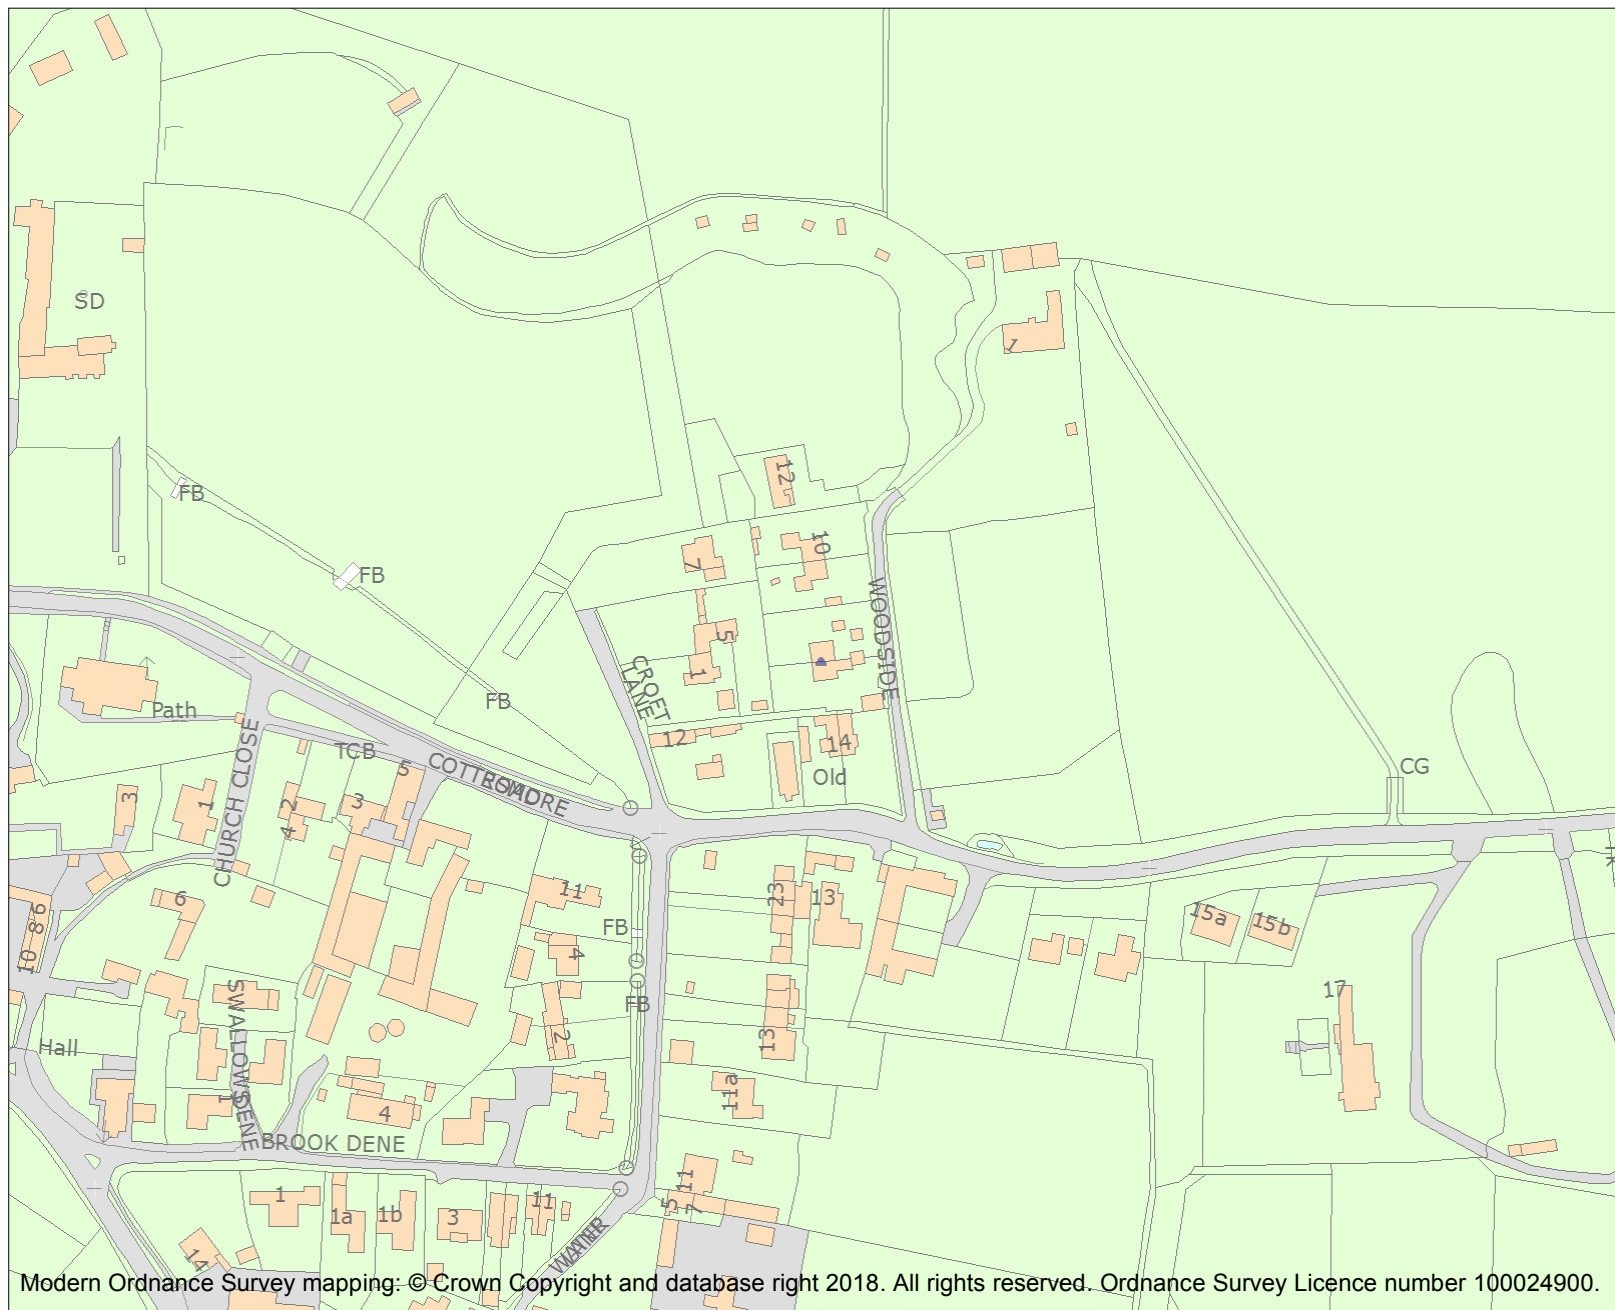 SD
12
FB
10
7
FB
WOODSIDE
5
1
CROFT
LANE
1
FB
Path
12
14
Old
TCB
COTTESMORE
ROAD
CG
CHURCH CLOSE
5
3
1
2
3
4
11
23
13
15a
15b
6
FB
4
6
8
10
SWALLOWSDENE
FB
17
Hall
2
13
11a
1
4
BROOK DENE
11
5
7
1
1a
1b
3
11
14
Modern Ordnance Survey mapping: © Crown Copyright and database right 2018. All rights reserved. Ordnance Survey Licence number 100024900.